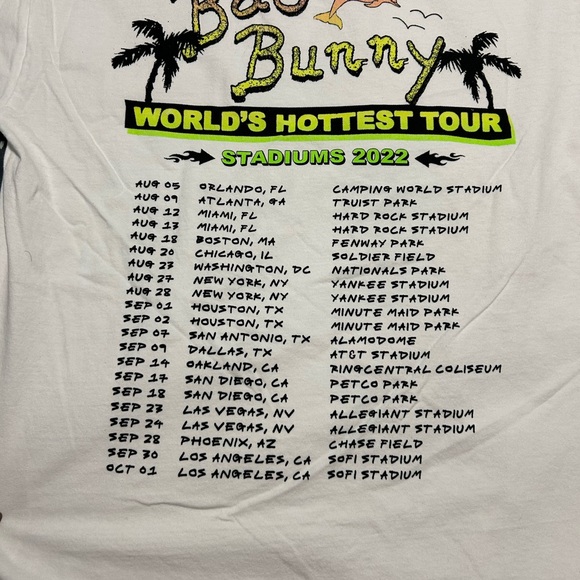 Bad
Bunny
WORLD'S HOTTEST TOUR
STADIUMS 2022
AUG 05 ORLANDO, FL CAMPING WORLD STADIUM
AUG 09 ATLANTA, GA TRUIST PARK
AUG 12 MIAMI, FL HARD ROCK STADIUM
AUG 13 MIAMI, FL HARD ROCK STADIUM
AUG 18 BOSTON, MA FENWAY PARK
AUG 20 CHICAGO, IL SOLDIER FIELD
AUG 23 WASHINGTON, DC NATIONALS PARK
AUG 27 NEW YORK, NY YANKEE STADIUM
AUG 28 NEW YORK, NY YANKEE STADIUM
SEP 01 HOUSTON, TX MINUTE MAID PARK
SEP 02 HOUSTON, TX MINUTE MAID PARK
SEP 07 SAN ANTONIO, TX ALAMODOME
SEP 09 DALLAS, TX AT&T STADIUM
SEP 14 OAKLAND, CA RINGCENTRAL COLISEUM
SEP 17 SAN DIEGO, CA PETCO PARK
SEP 18 SAN DIEGO, CA PETCO PARK
SEP 23 LAS VEGAS, NV ALLEGIANT STADIUM
SEP 24 LAS VEGAS, NV ALLEGIANT STADIUM
SEP 28 PHOENIX, AZ CHASE FIELD
SEP 30 LOS ANGELES, CA SOFI STADIUM
OCT 01 LOS ANGELES, CA SOFI STADIUM